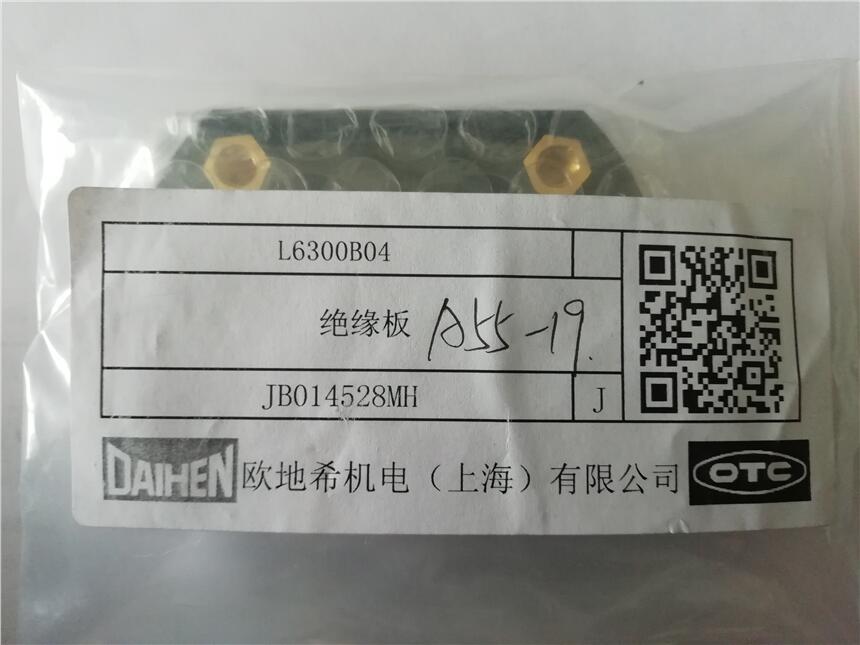 L6300B04
绝缘板 A55-19.
JB014528MH J
DAIHEN 欧地希机电（上海）有限公司 OTC